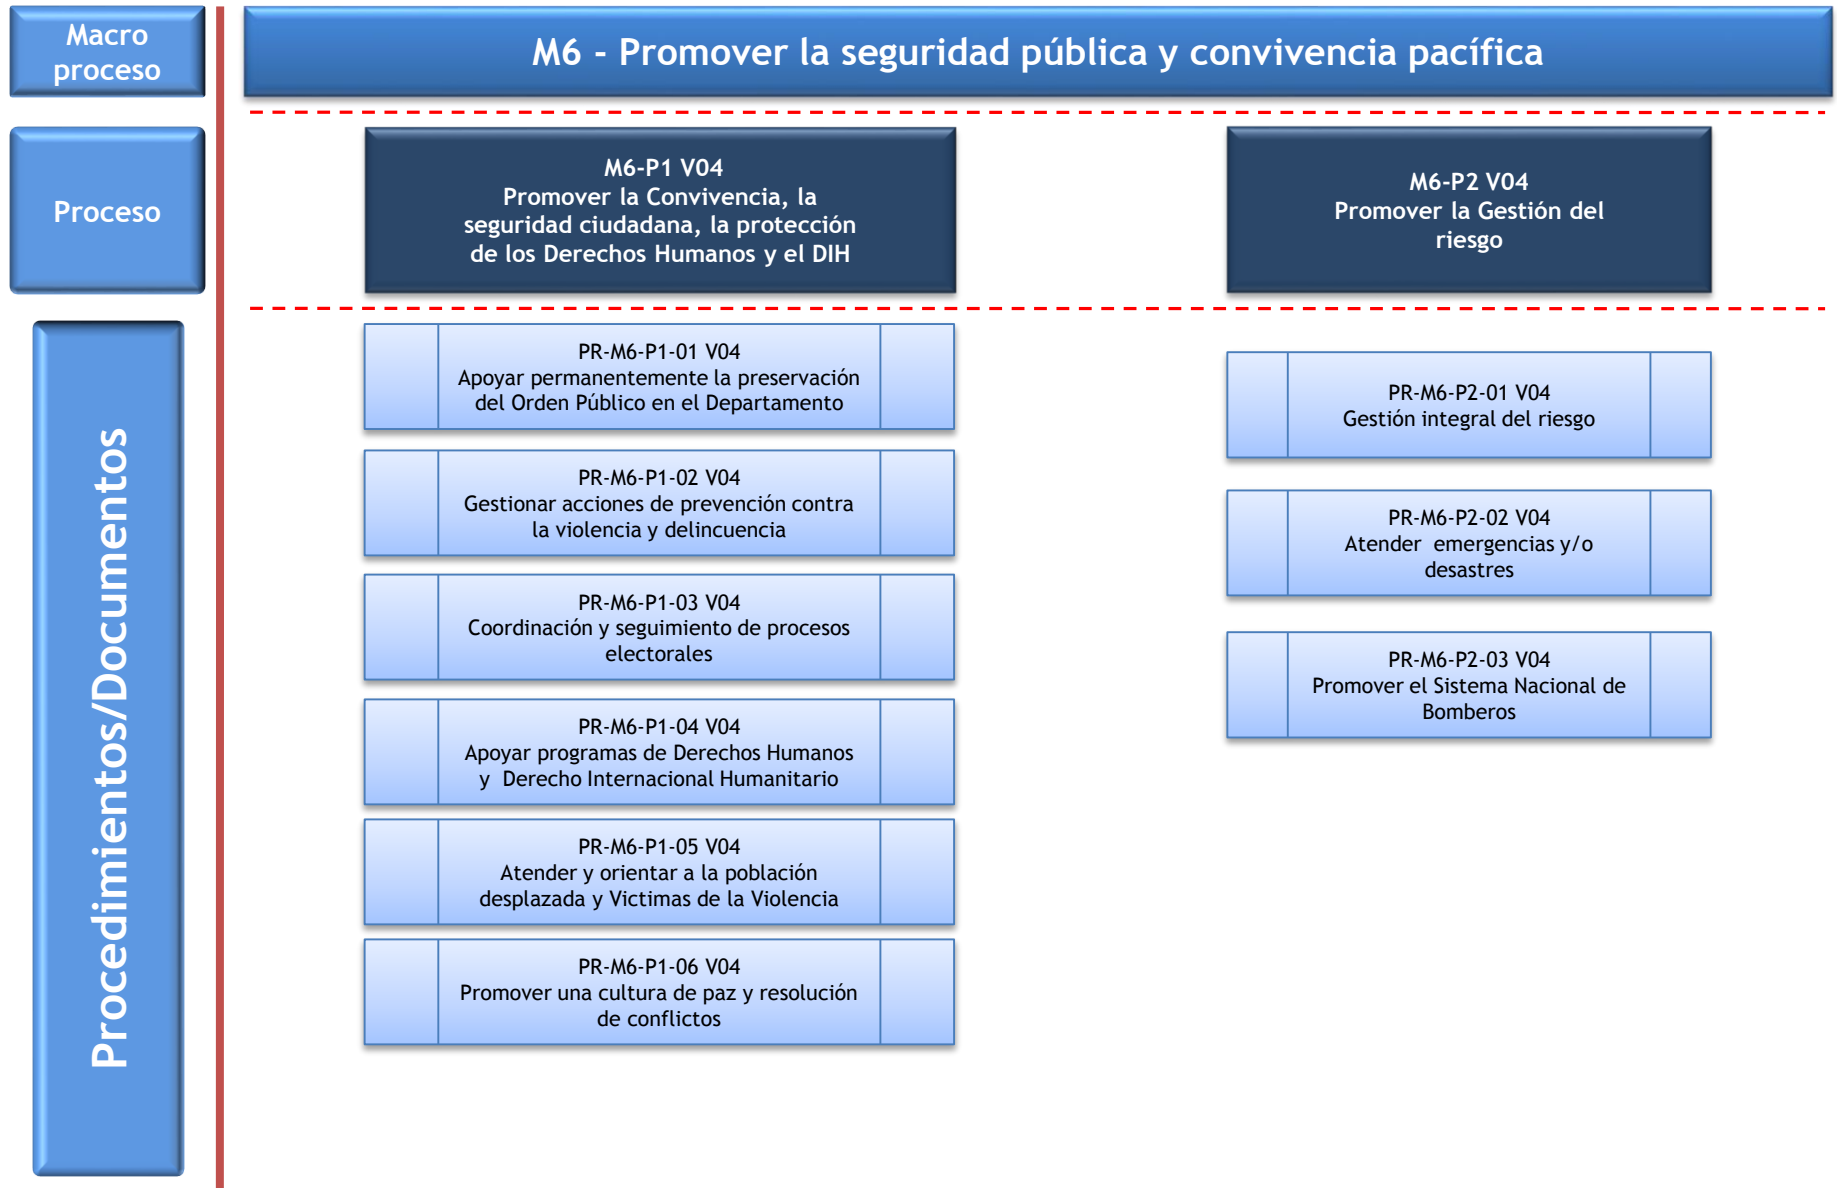 Macro
proceso
M6 - Promover la seguridad pública y convivencia pacífica
Proceso
M6-P1 V04
Promover la Convivencia, la
seguridad ciudadana, la protección
de los Derechos Humanos y el DIH
M6-P2 V04
Promover la Gestión del
riesgo
Procedimientos/Documentos
PR-M6-P1-01 V04
Apoyar permanentemente la preservación
del Orden Público en el Departamento
PR-M6-P1-02 V04
Gestionar acciones de prevención contra
la violencia y delincuencia
PR-M6-P1-03 V04
Coordinación y seguimiento de procesos
electorales
PR-M6-P1-04 V04
Apoyar programas de Derechos Humanos
y  Derecho Internacional Humanitario
PR-M6-P1-05 V04
Atender y orientar a la población
desplazada y Victimas de la Violencia
PR-M6-P1-06 V04
Promover una cultura de paz y resolución
de conflictos
PR-M6-P2-01 V04
Gestión integral del riesgo
PR-M6-P2-02 V04
Atender  emergencias y/o
desastres
PR-M6-P2-03 V04
Promover el Sistema Nacional de
Bomberos